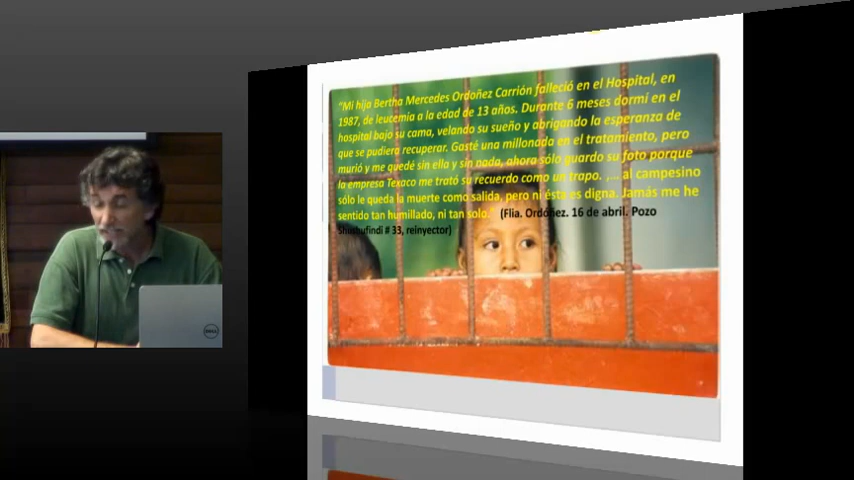 “Mi hija Bertha Mercedes Ordoñez Carrión falleció en el Hospital, en
1987, de leucemia a la edad de 13 años. Durante 6 meses dormí en el
hospital bajo su cama, velando su sueño y abrigando la esperanza de
que se pudiera recuperar. Gasté una millonada en el tratamiento, pero
murió y me quedé sin ella y sin nada, ahora sólo guardo su foto porque
la empresa Texaco me trató su recuerdo como un trapo. ,... al campesino
sólo le queda la muerte como salida, pero ni ésta es digna. Jamás me he
sentido tan humillado, ni tan solo. (Flia. Ordóñez. 16 de abril. Pozo
Shushufindi # 33, reinyector)
DELL